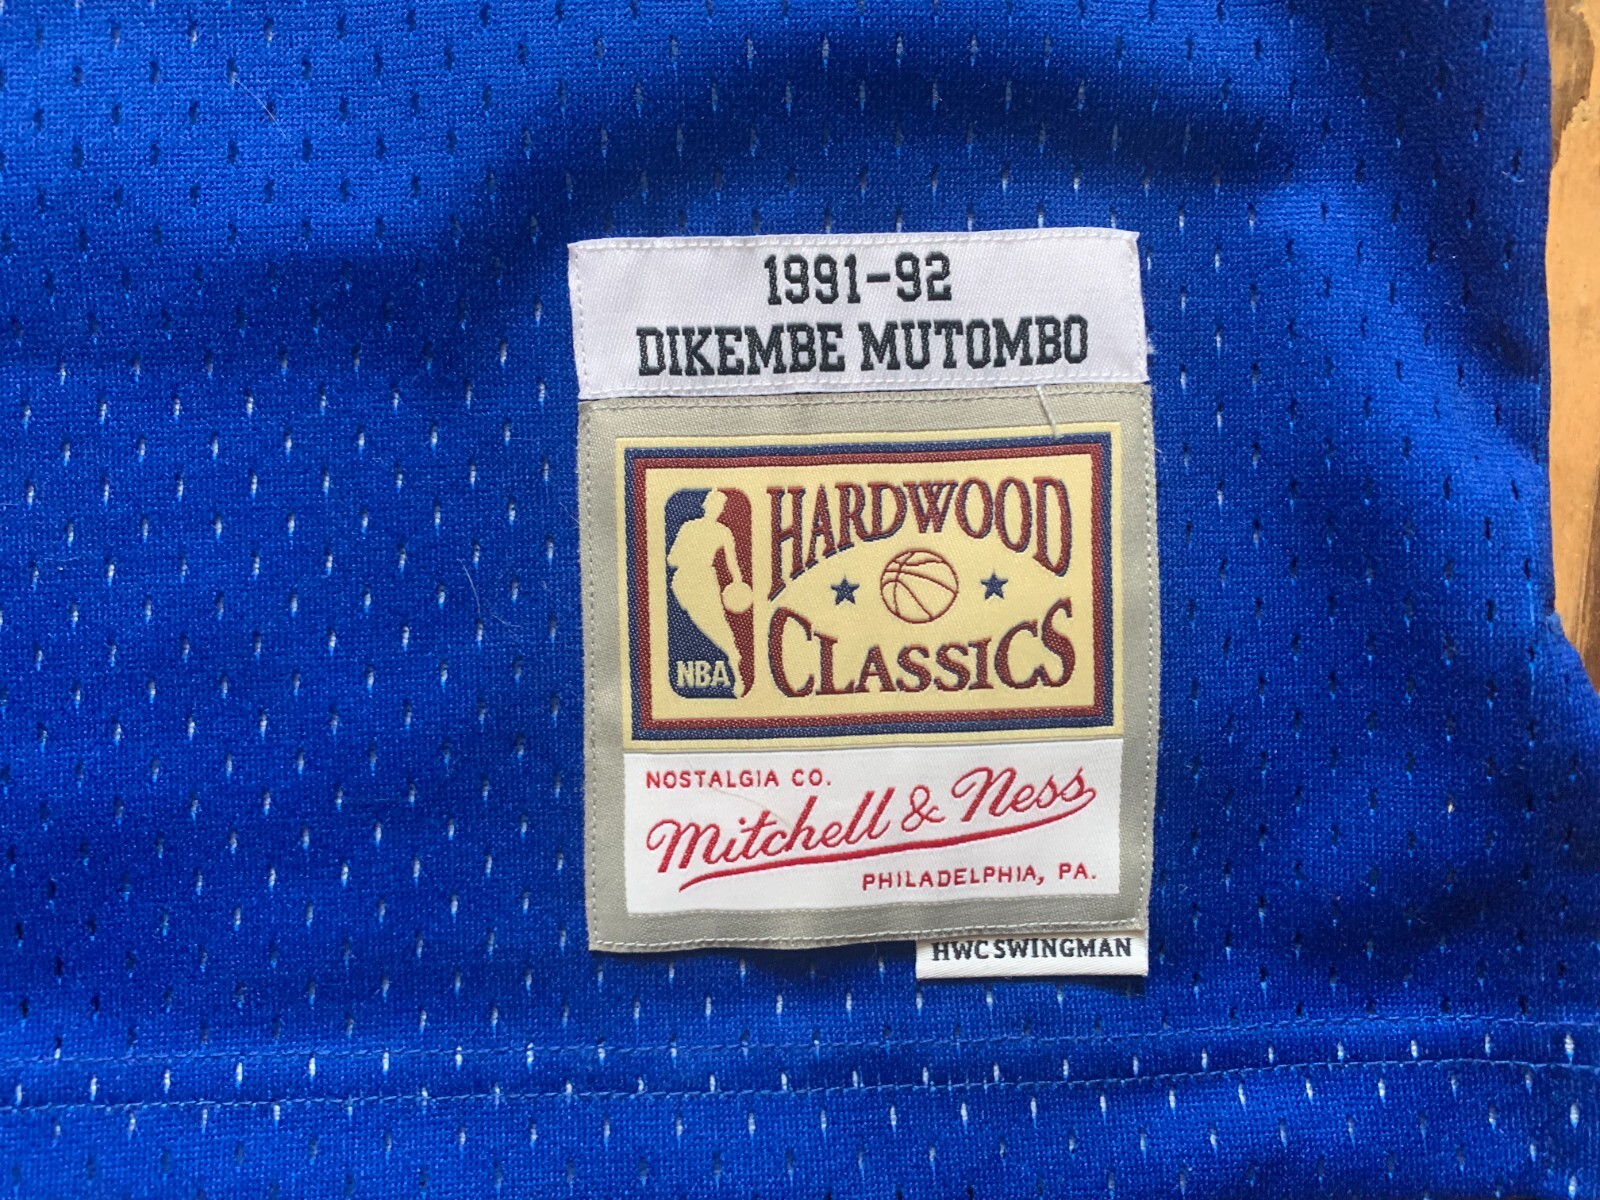 1991-92
DIKEMBE MUTOMBO
HARDWOOD
CLASSICS
NBA
NOSTALGIA CO.
Mitchell & Ness
PHILADELPHIA, PA.
HWC SWINGMAN